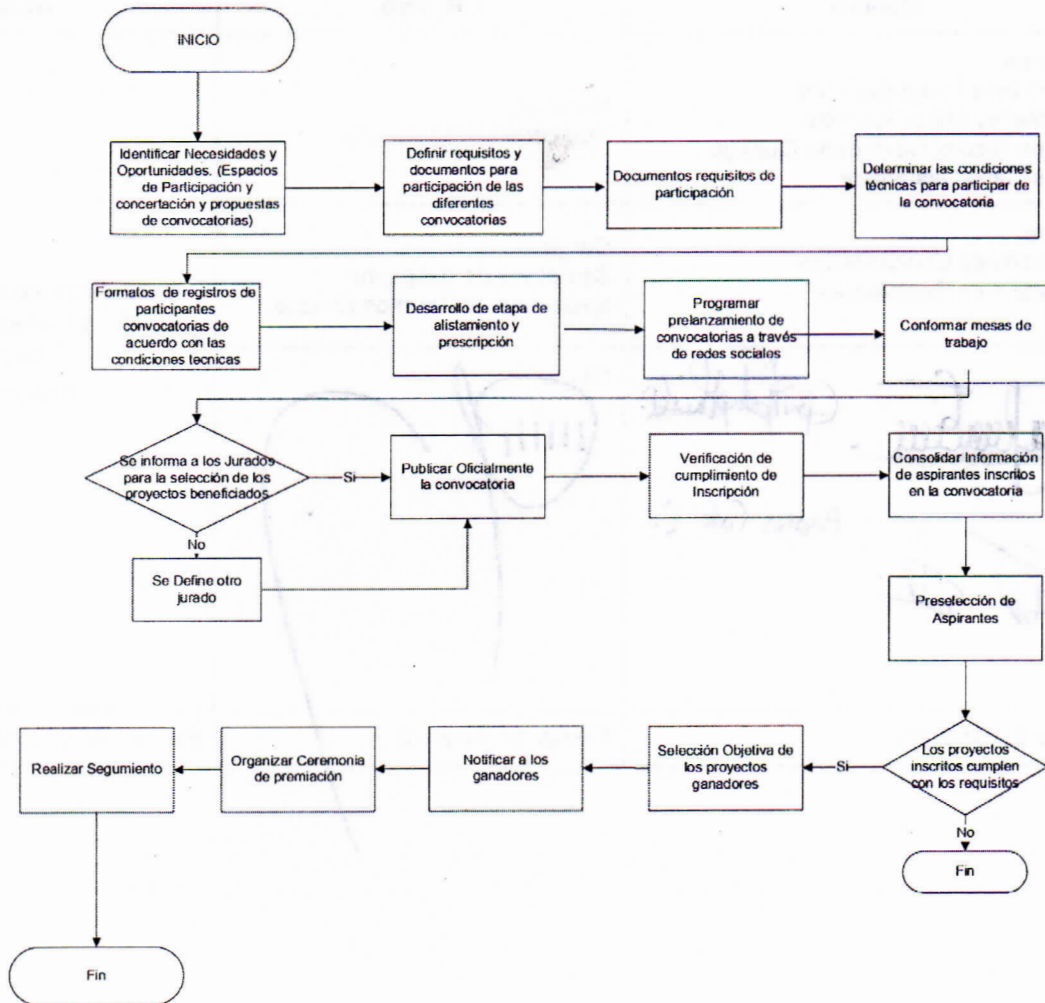 INICIO
Identificar Necesidades y
Oportunidades. (Espacios de
Participación y
concertación y propuestas
de convocatorias)
Definir requisitos y
documentos para
participación de las
diferentes
convocatorias
Documentos requisitos de
participación
Determinar las condiciones
técnicas para participar de
la convocatoria
Formatos de registros de
participantes
convocatorias de
acuerdo con las
condiciones tecnicas
Desarrollo de etapa de
alistamiento y
prescripción
Programar
prelanzamiento de
convocatorias a través
de redes sociales
Conformar mesas de
trabajo
Se informa a los Jurados
para la selección de los
proyectos beneficiados
Si
Publicar Oficialmente
la convocatoria
Verificación de
cumplimiento de
Inscripción
Consolidar Información
de aspirantes inscritos
en la convocatoria
No
Se Define otro
jurado
Preselección de
Aspirantes
Realizar Segumiento
Organizar Ceremonia
de premiación
Notificar a los
ganadores
Selección Objetiva de
los proyectos
ganadores
Si
Los proyectos
inscritos cumplen
con los requisitos
No
Fin
Fin